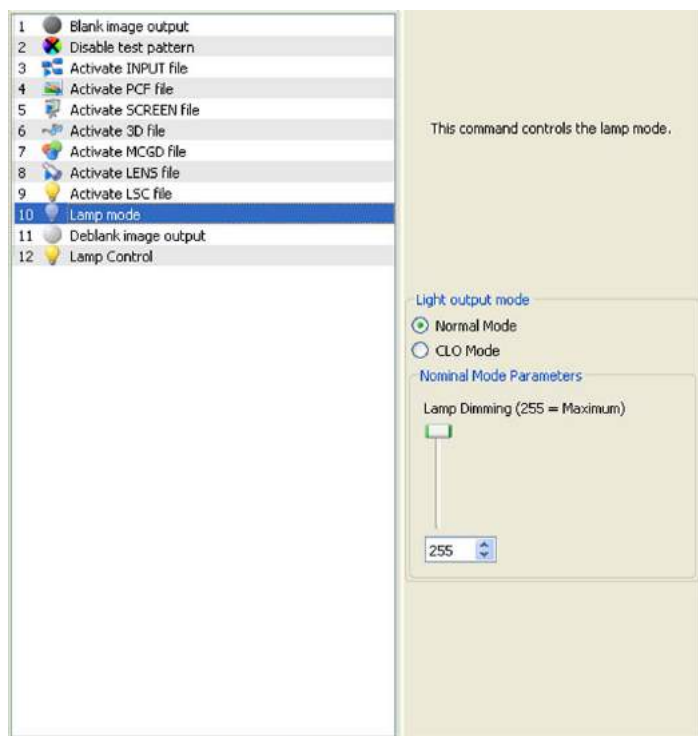 1 Blank image output
2 Disable test pattern
3 Activate INPUT file
4 Activate PCF file
5 Activate SCREEN file
6 Activate 3D file
7 Activate MCGD file
8 Activate LENS file
9 Activate LSC file
10 Lamp mode
11 Deblank image output
12 Lamp Control
This command controls the lamp mode.
Light output mode
Normal Mode
CLO Mode
Nominal Mode Parameters
Lamp Dimming (255 = Maximum)
255